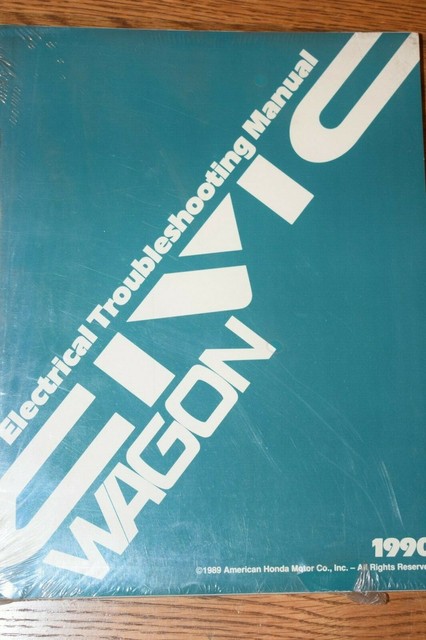 Electrical Troubleshooting Manual
CIVIC
WAGON
1990
©1989 American Honda Motor Co., Inc. – All Rights Reserve